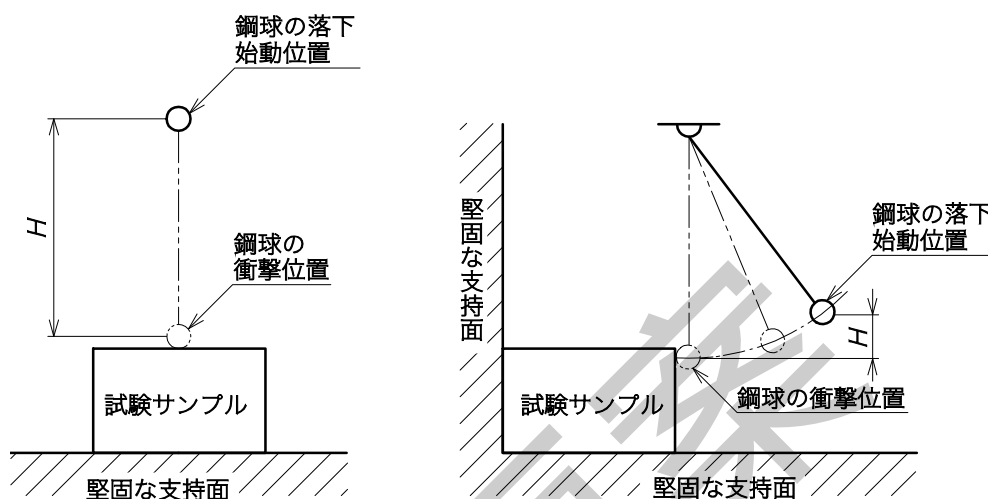 鋼球の落下
始動位置
H
鋼球の
衝撃位置
試験サンプル
堅固な支持面
堅固な支持面
鋼球の落下
始動位置
H
鋼球の衝撃位置
試験サンプル
堅固な支持面